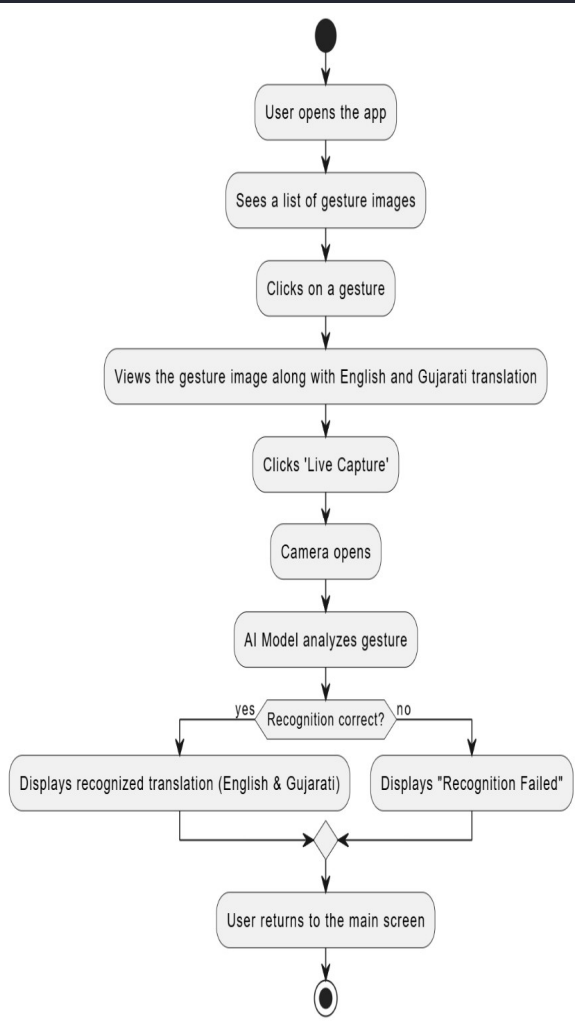 User opens the app
Sees a list of gesture images
Clicks on a gesture
Views the gesture image along with English and Gujarati translation
Clicks 'Live Capture'
Camera opens
AI Model analyzes gesture
yes
Recognition correct?
no
Displays recognized translation (English & Gujarati)
Displays "Recognition Failed"
User returns to the main screen